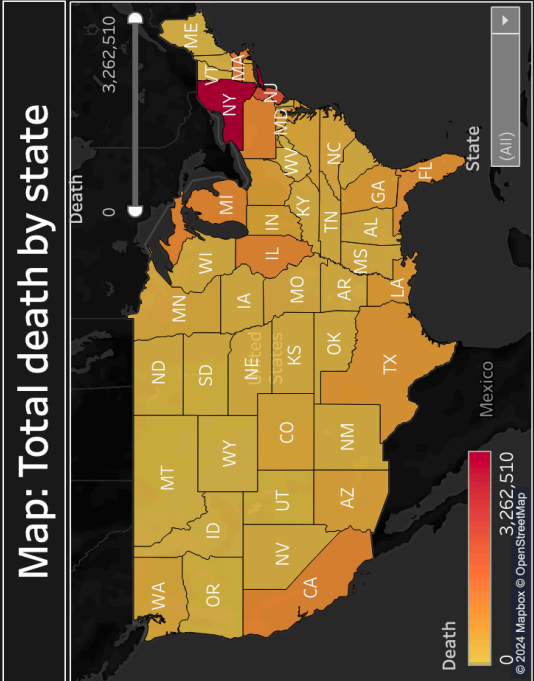 Map: Total death by state
Death
0
3,262,510
State
(All)
WA
OR
CA
ID
NV
MT
WY
UT
AZ
CO
NM
ND
SD
NE
KS
OK
TX
MN
IA
MO
AR
LA
WI
IL
MI
IN
KY
TN
MS
AL
GA
FL
WV
NC
MD
NJ
NY
VT
MA
ME
United
States
Mexico
Death
0
3,262,510
© 2024 Mapbox © OpenStreetMap